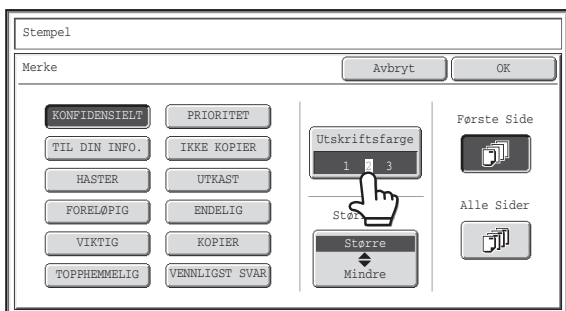 Stempel
Merke
Avbryt
OK
KONFIDENSIELT
PRIORITET
TIL DIN INFO.
IKKE KOPIER
HASTER
UTKAST
FORELØPIG
ENDELIG
VIKTIG
KOPIER
TOPPHEMMELIG
VENNLIGST SVAR
Utskriftsfarge
1 2 3
Større
Mindre
Første Side
Alle Sider